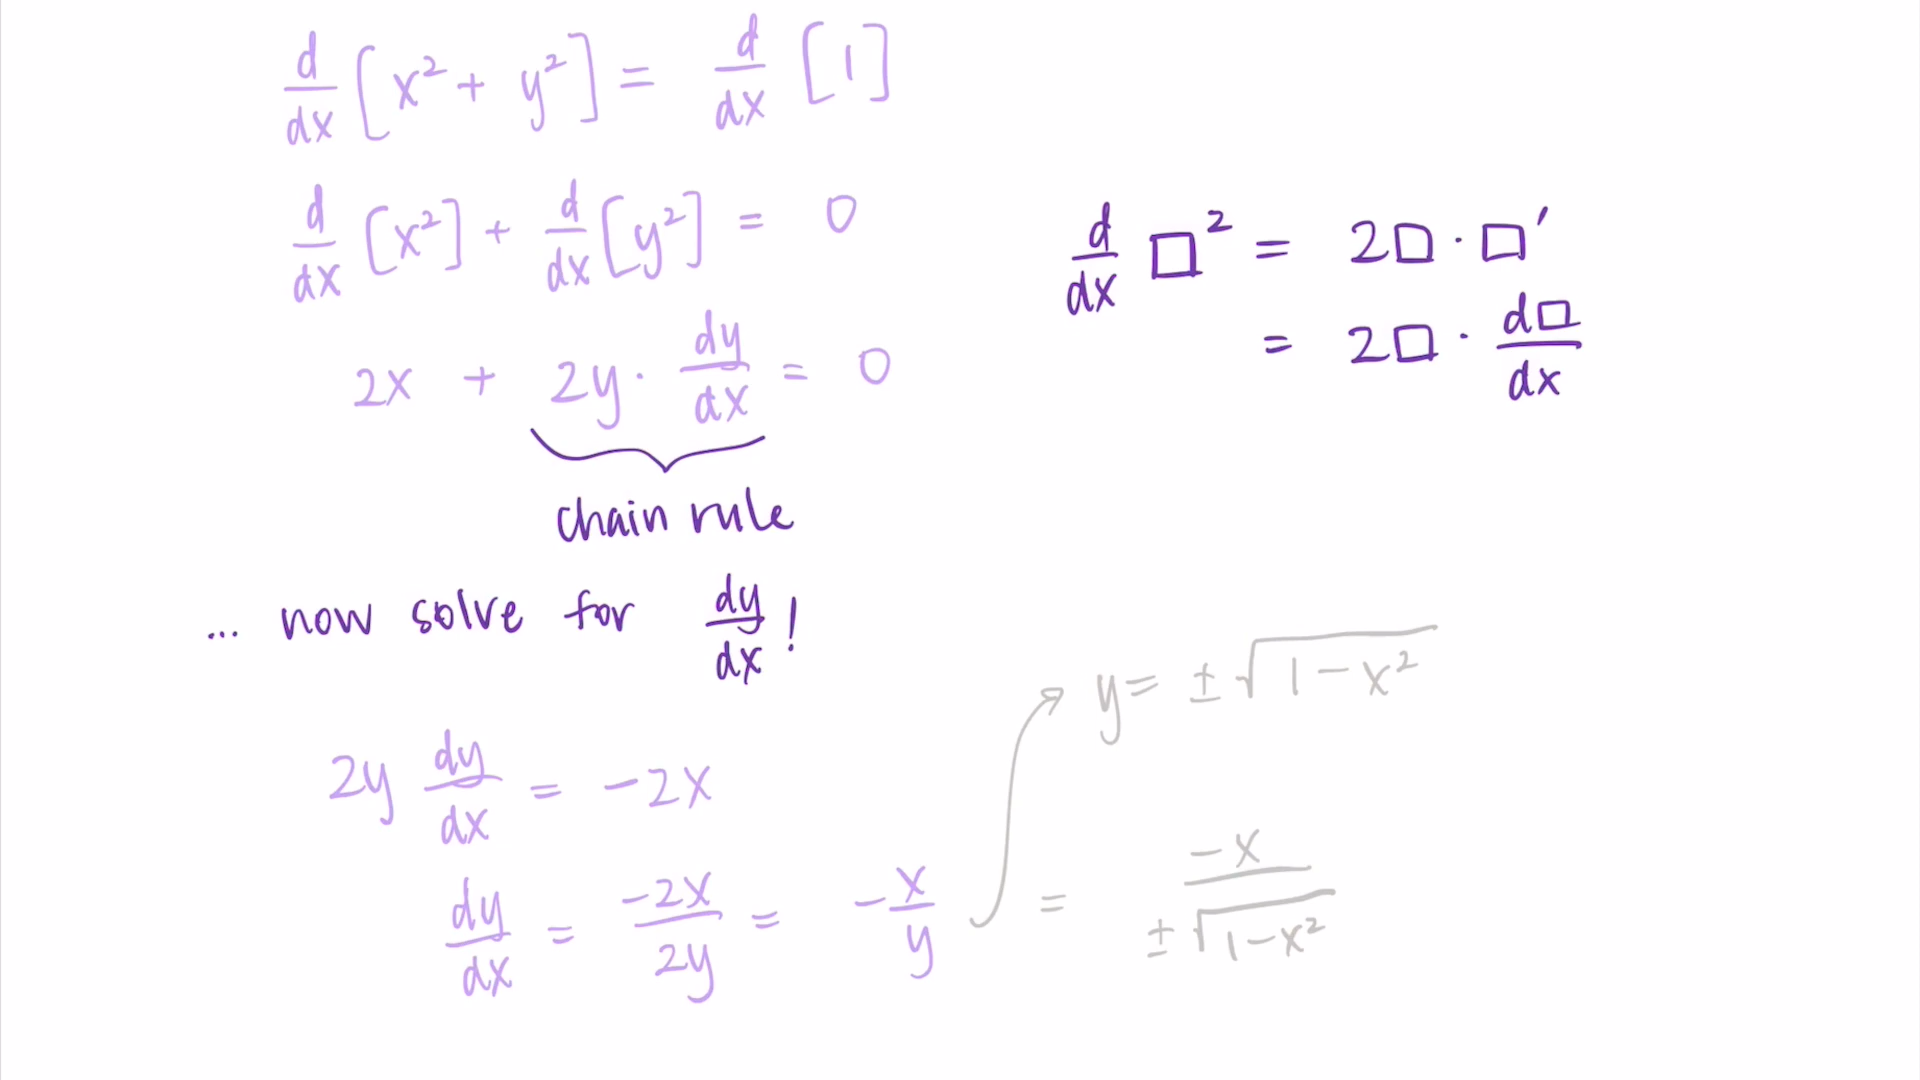 d/dx [x² + y²] = d/dx [1]
d/dx [x²] + d/dx [y²] = 0
2x + 2y · dy/dx = 0
chain rule
d/dx □² = 2□ · □′
= 2□ · d□/dx
... now solve for dy/dx!
2y dy/dx = −2x
dy/dx = −2x/2y = −x/y = −x/±√(1−x²)
y = ±√(1−x²)